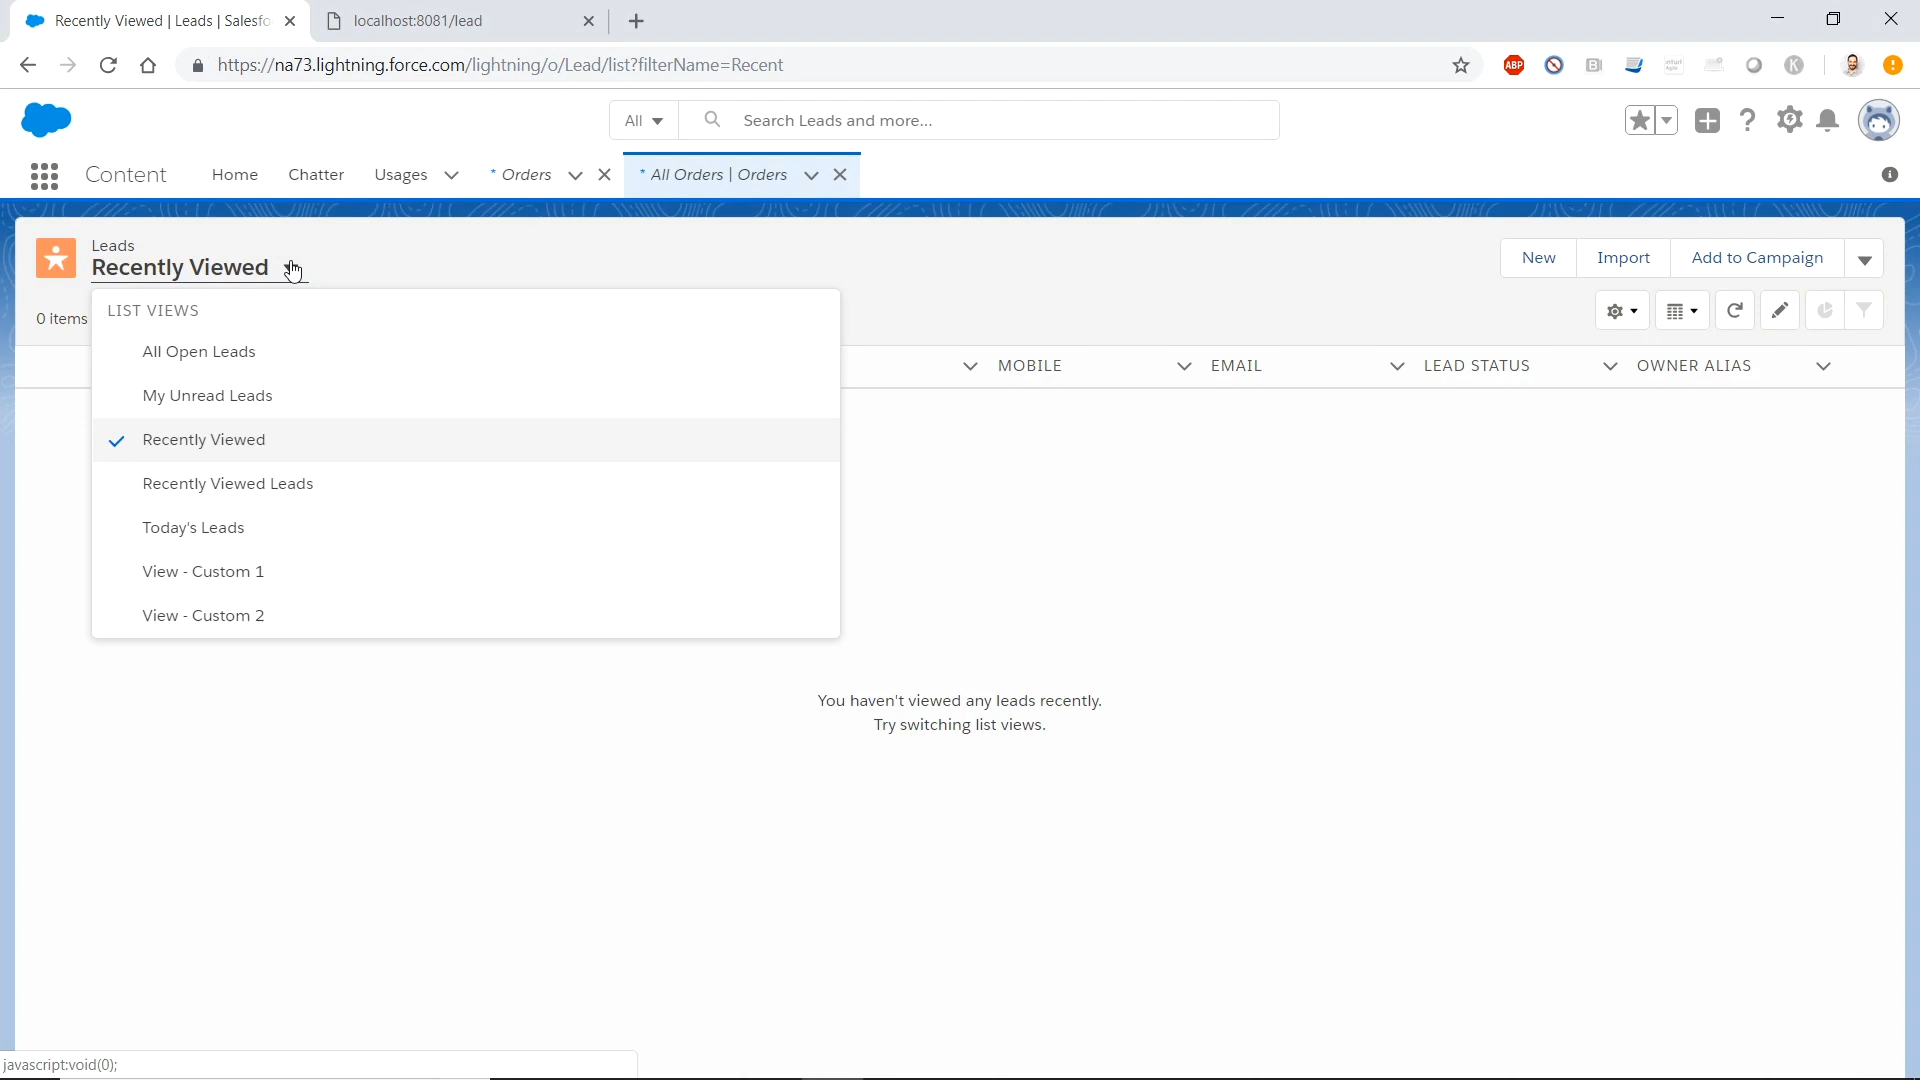 Recently Viewed | Leads | Salesfo
localhost:8081/lead
https://na73.lightning.force.com/lightning/o/Lead/list?filterName=Recent
ABP
K
All
Search Leads and more...
Content
Home
Chatter
Usages
* Orders
* All Orders | Orders
Leads
Recently Viewed
New
Import
Add to Campaign
0 items
LIST VIEWS
All Open Leads
My Unread Leads
Recently Viewed
Recently Viewed Leads
Today's Leads
View - Custom 1
View - Custom 2
MOBILE
EMAIL
LEAD STATUS
OWNER ALIAS
You haven't viewed any leads recently.
Try switching list views.
javascript:void(0);